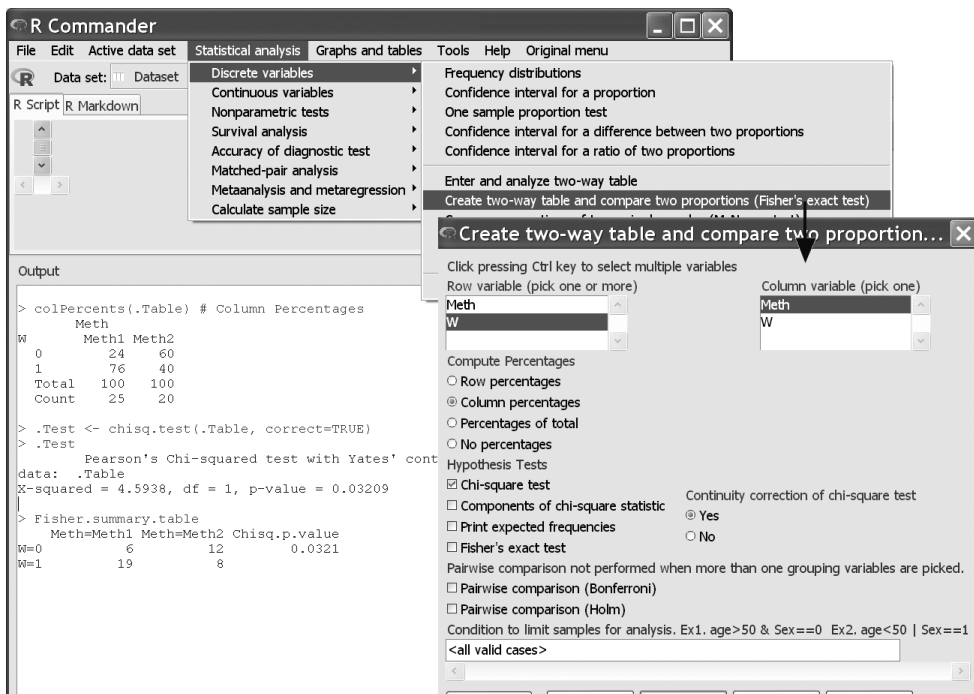 R Commander
File Edit Active data set Statistical analysis Graphs and tables Tools Help Original menu
R Data set: Dataset
R Script R Markdown
Discrete variables
Continuous variables
Nonparametric tests
Survival analysis
Accuracy of diagnostic test
Matched-pair analysis
Metaanalysis and metaregression
Calculate sample size
Frequency distributions
Confidence interval for a proportion
One sample proportion test
Confidence interval for a difference between two proportions
Confidence interval for a ratio of two proportions
Enter and analyze two-way table
Create two-way table and compare two proportions (Fisher's exact test)
Output
> colPercents(.Table) # Column Percentages
Meth
W Meth1 Meth2
0 24 60
1 76 40
Total 100 100
Count 25 20
> .Test <- chisq.test(.Table, correct=TRUE)
> .Test
Pearson's Chi-squared test with Yates' cont
data: .Table
X-squared = 4.5938, df = 1, p-value = 0.03209
> Fisher.summary.table
Meth=Meth1 Meth=Meth2 Chisq.p.value
W=0 6 12 0.0321
W=1 19 8
Create two-way table and compare two proportion...
Click pressing Ctrl key to select multiple variables
Row variable (pick one or more)
Meth
W
Column variable (pick one)
Meth
W
Compute Percentages
Row percentages
Column percentages
Percentages of total
No percentages
Hypothesis Tests
Chi-square test
Components of chi-square statistic
Print expected frequencies
Fisher's exact test
Continuity correction of chi-square test
Yes
No
Pairwise comparison not performed when more than one grouping variables are picked.
Pairwise comparison (Bonferroni)
Pairwise comparison (Holm)
Condition to limit samples for analysis. Ex1. age>50 & Sex==0 Ex2. age<50 | Sex==1
<all valid cases>